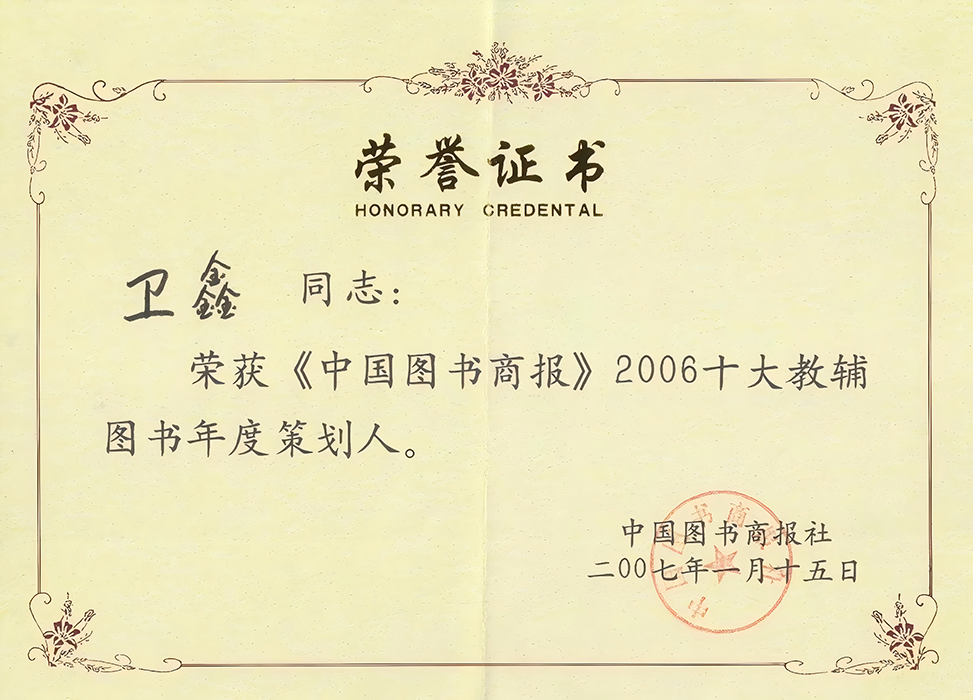 荣誉证书
HONORARY CREDENTAL
卫鑫 同志：
荣获《中国图书商报》2006十大教辅
图书年度策划人。
中国图书商报社
二00七年一月十五日